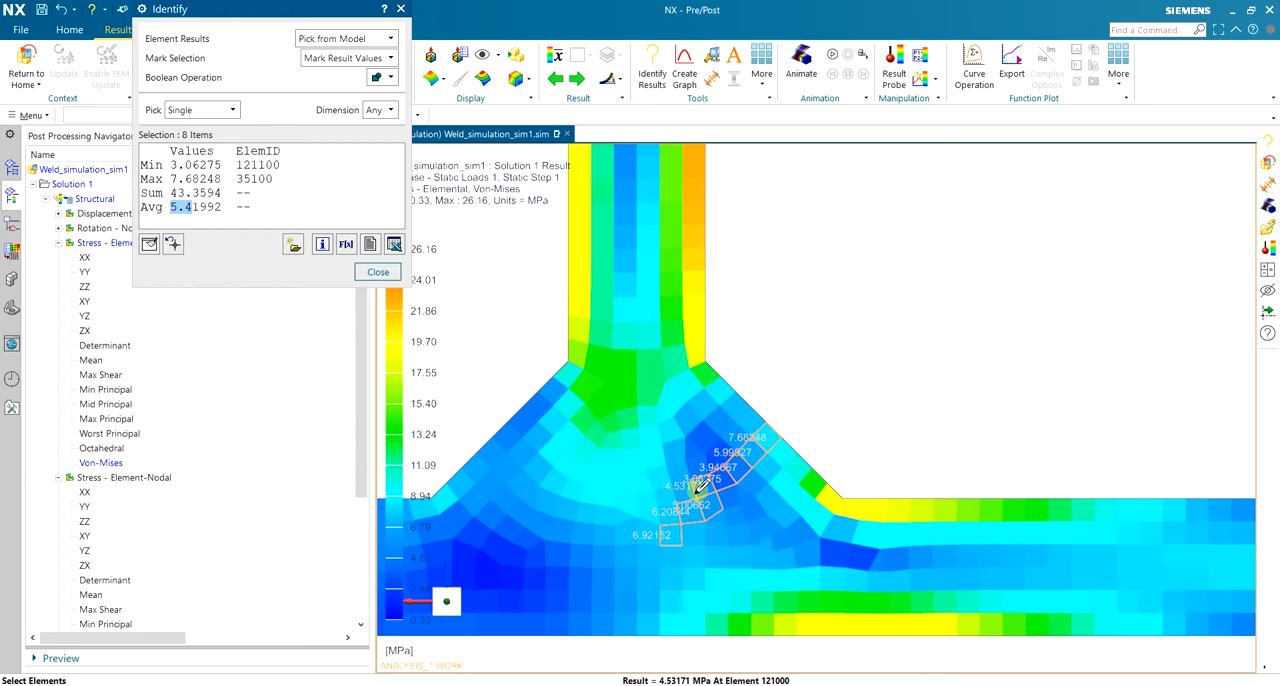 NX
Identify
NX - Pre/Post
SIEMENS
File
Home
Result
Find a Command
Element Results
Pick from Model
Mark Selection
Mark Result Values
Boolean Operation
Pick
Single
Dimension
Any
Return to Home
Update
Enable FEM Update
Context
Display
Result
Identify Results
Create Graph
More
Tools
Animate
Animation
Result Probe
Manipulation
Curve Operation
Export
Complex Options
More
Function Plot
Menu
Selection : 8 Items
Values ElemID
Min 3.06275 121100
Max 7.68248 35100
Sum 43.3594 --
Avg 5.41992 --
Close
Post Processing Navigator
Name
Weld_simulation_sim1
Solution 1
Structural
Displacement
Rotation - No
Stress - Eleme
XX
YY
ZZ
XY
YZ
ZX
Determinant
Mean
Max Shear
Min Principal
Mid Principal
Max Principal
Worst Principal
Octahedral
Von-Mises
Stress - Element-Nodal
XX
YY
ZZ
XY
YZ
ZX
Determinant
Mean
Max Shear
Min Principal
Preview
ulation) Weld_simulation_sim1.sim
_simulation_sim1 : Solution 1 Result
ase - Static Loads 1, Static Step 1
- Elemental, Von-Mises
0.33, Max : 26.16, Units = MPa
26.16
24.01
21.86
19.70
17.55
15.40
13.24
11.09
8.94
6.79
4.63
0.33
7.68248
5.99927
3.94067
6.92152
[MPa]
ANALYSIS_1 WORK
Select Elements
Result = 4.53171 MPa At Element 121000